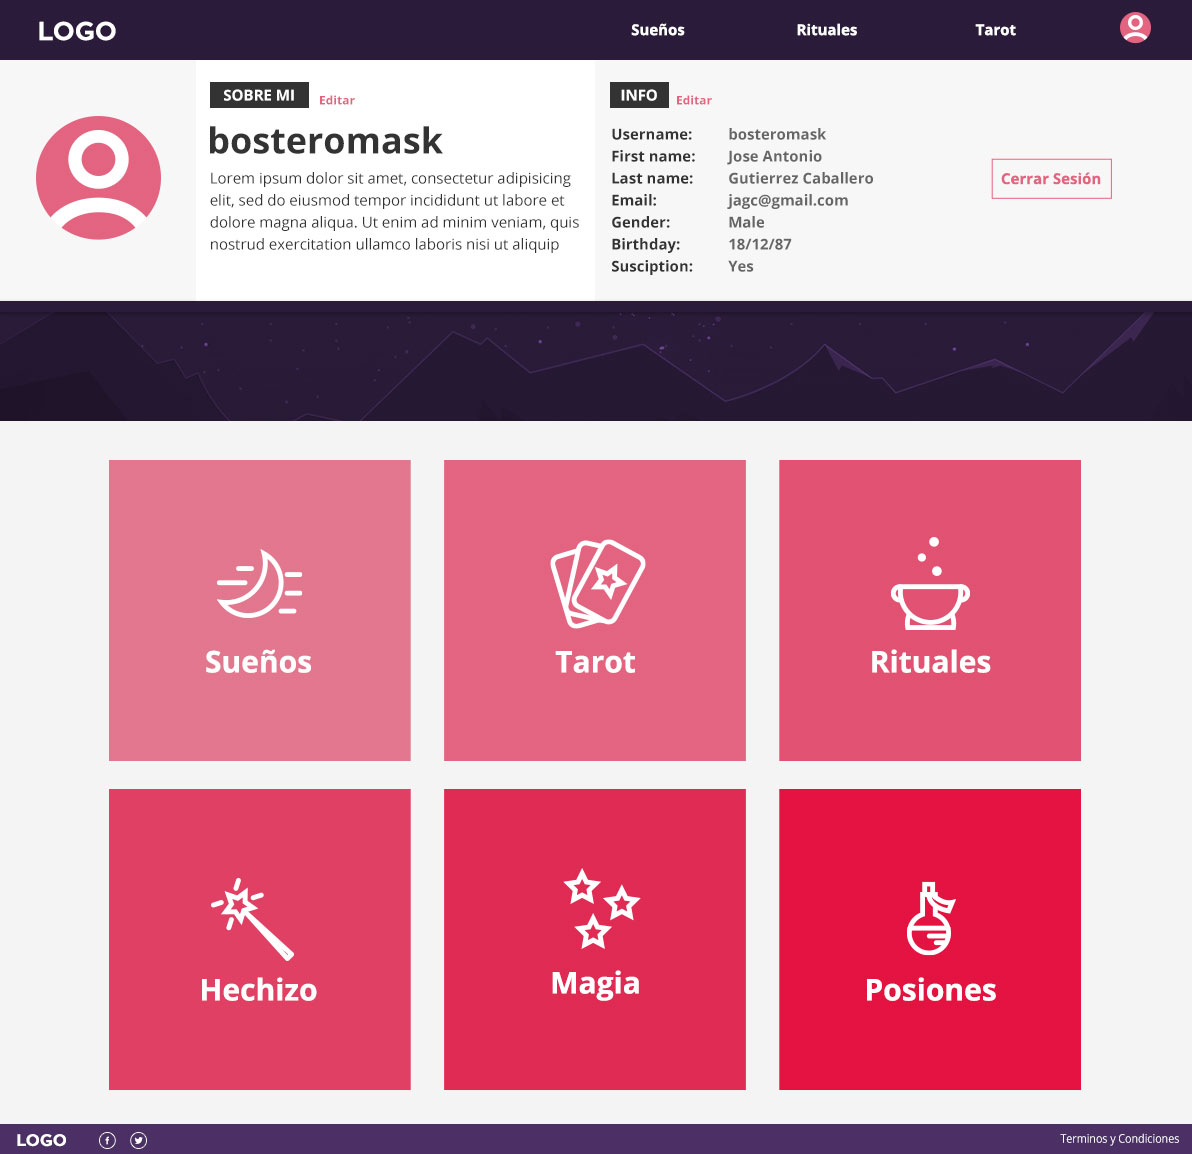 LOGO
Sueños
Rituales
Tarot
SOBRE MI
Editar
bosteromask
Lorem ipsum dolor sit amet, consectetur adipisicing
elit, sed do eiusmod tempor incididunt ut labore et
dolore magna aliqua. Ut enim ad minim veniam, quis
nostrud exercitation ullamco laboris nisi ut aliquip
INFO
Editar
Username: bosteromask
First name: Jose Antonio
Last name: Gutierrez Caballero
Email: jagc@gmail.com
Gender: Male
Birthday: 18/12/87
Susciption: Yes
Cerrar Sesión
Sueños
Tarot
Rituales
Hechizo
Magia
Posiones
LOGO
Terminos y Condiciones